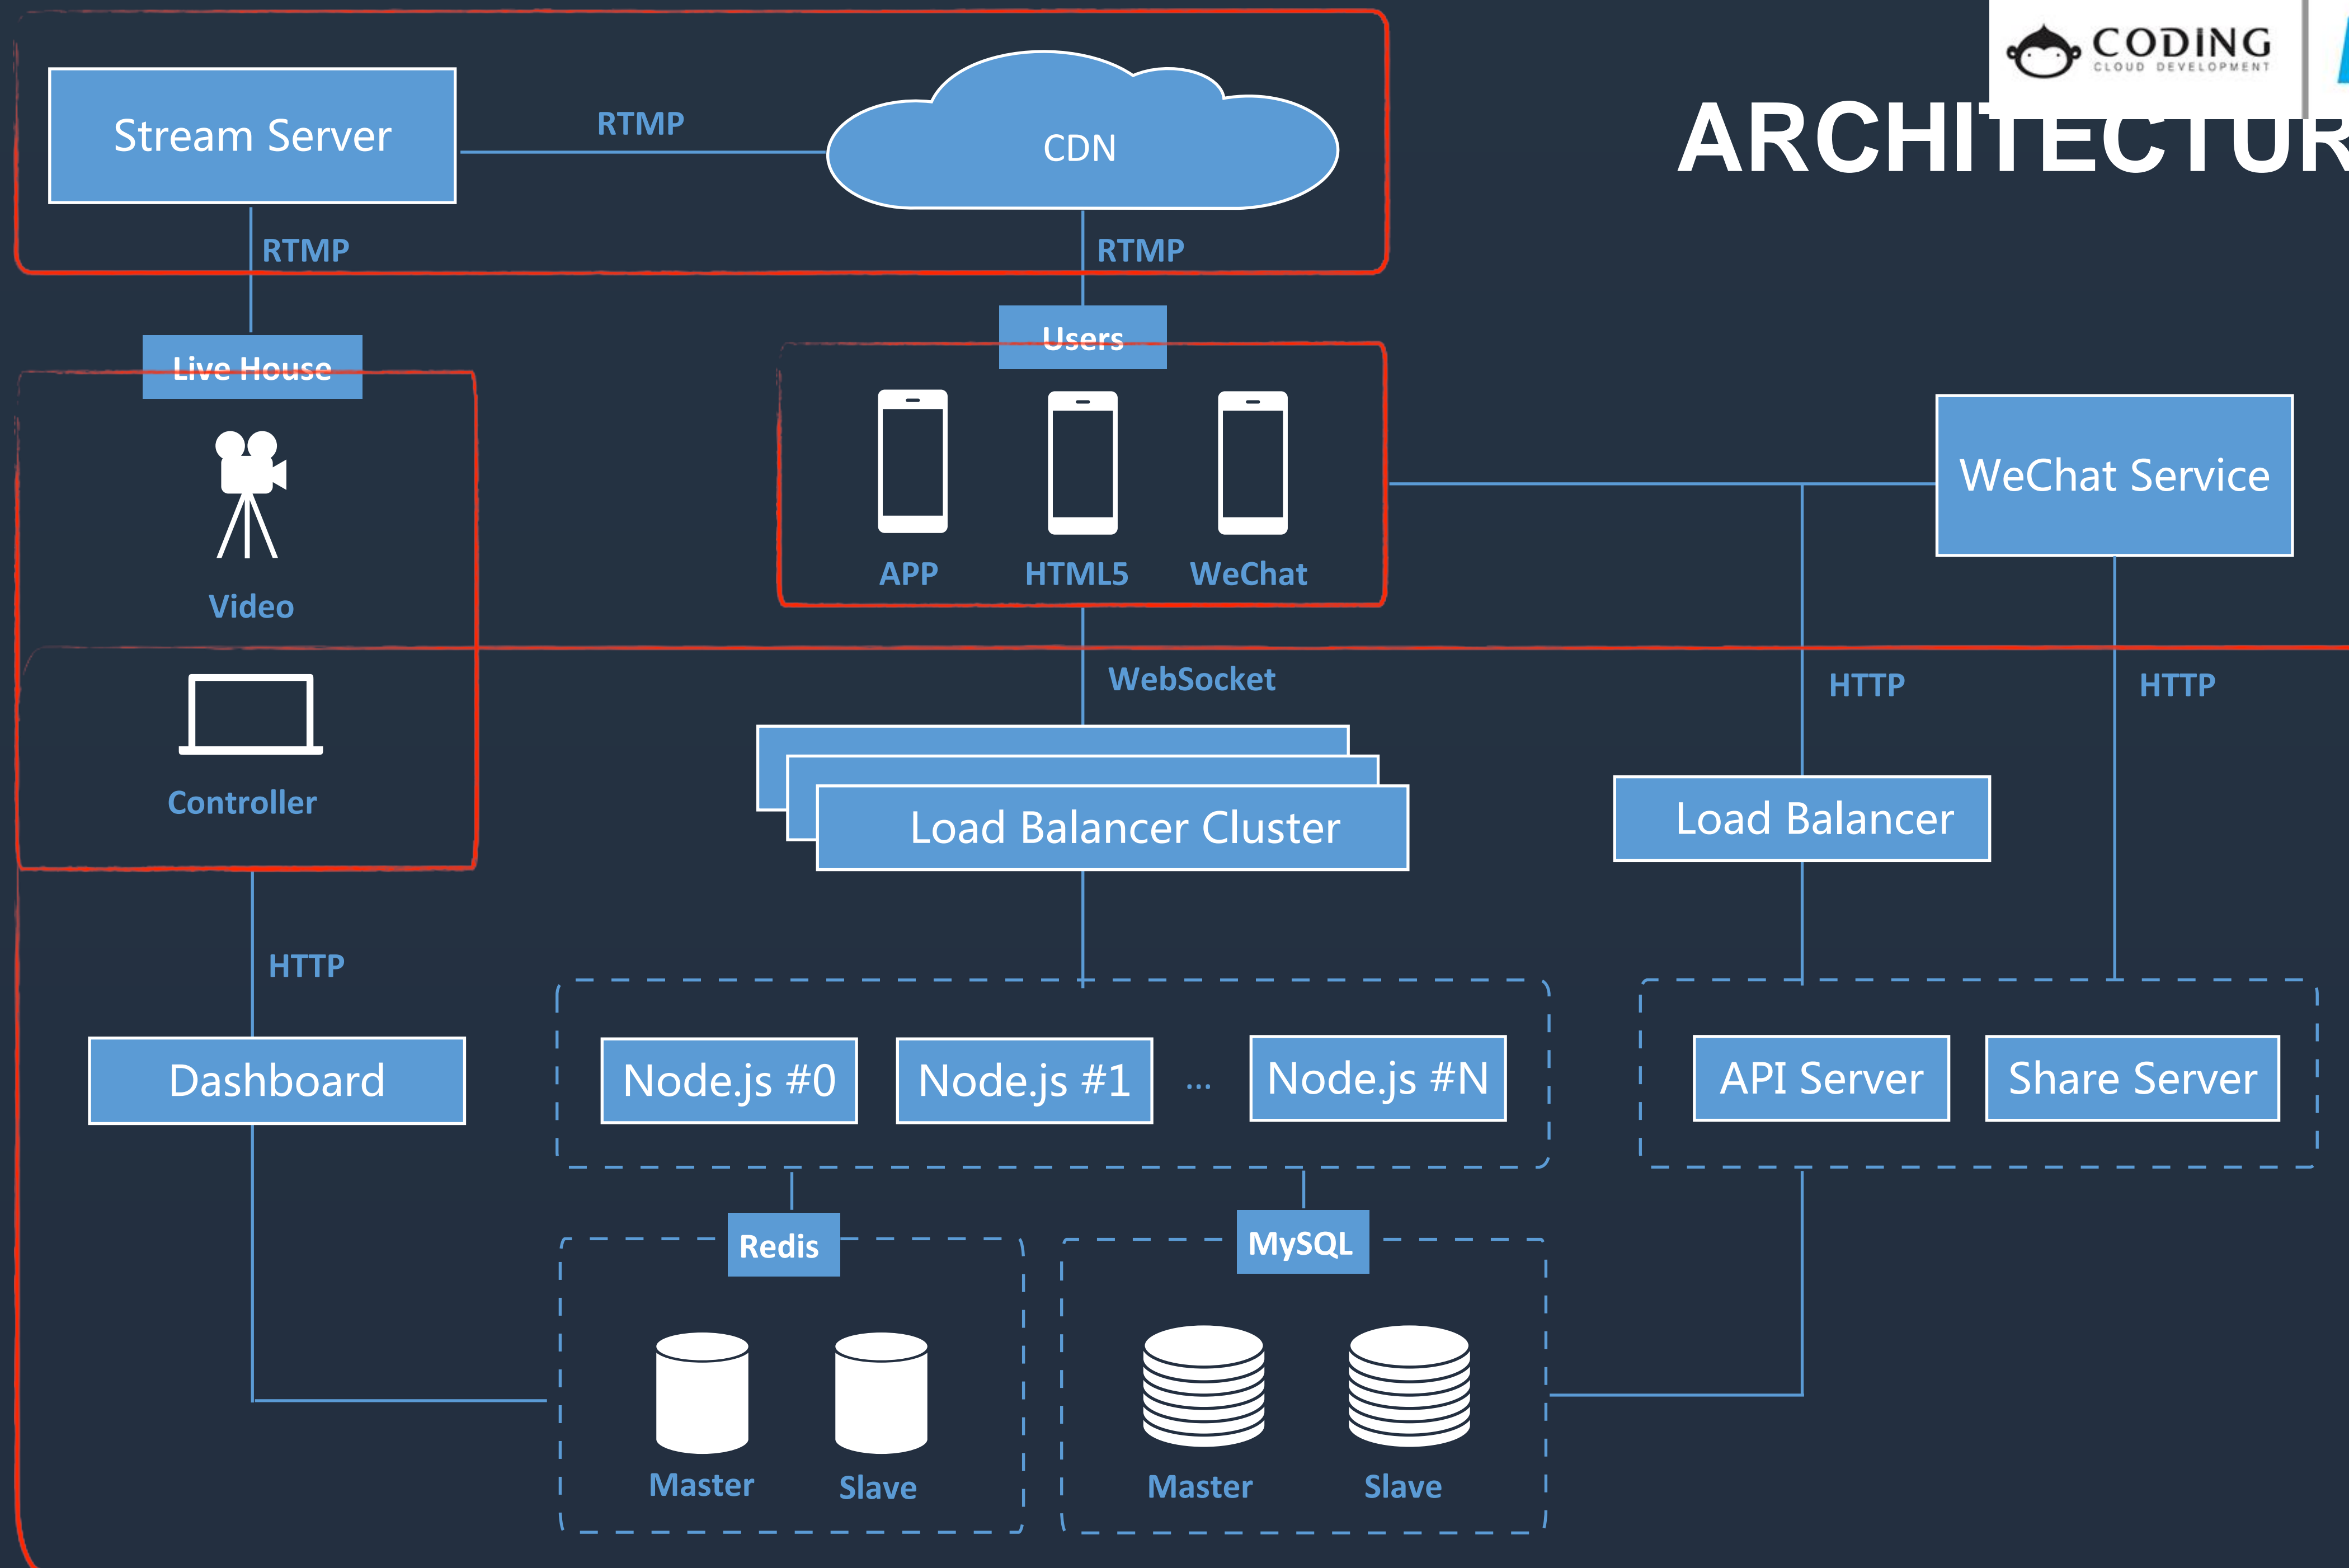 CODING
CLOUD DEVELOPMENT
ARCHITECTUR
Stream Server
RTMP
CDN
RTMP
RTMP
Users
Live House
WeChat Service
APP
HTML5
WeChat
Video
WebSocket
HTTP
HTTP
Controller
Load Balancer Cluster
Load Balancer
HTTP
Dashboard
Node.js #0
Node.js #1
...
Node.js #N
API Server
Share Server
Redis
MySQL
Master
Slave
Master
Slave